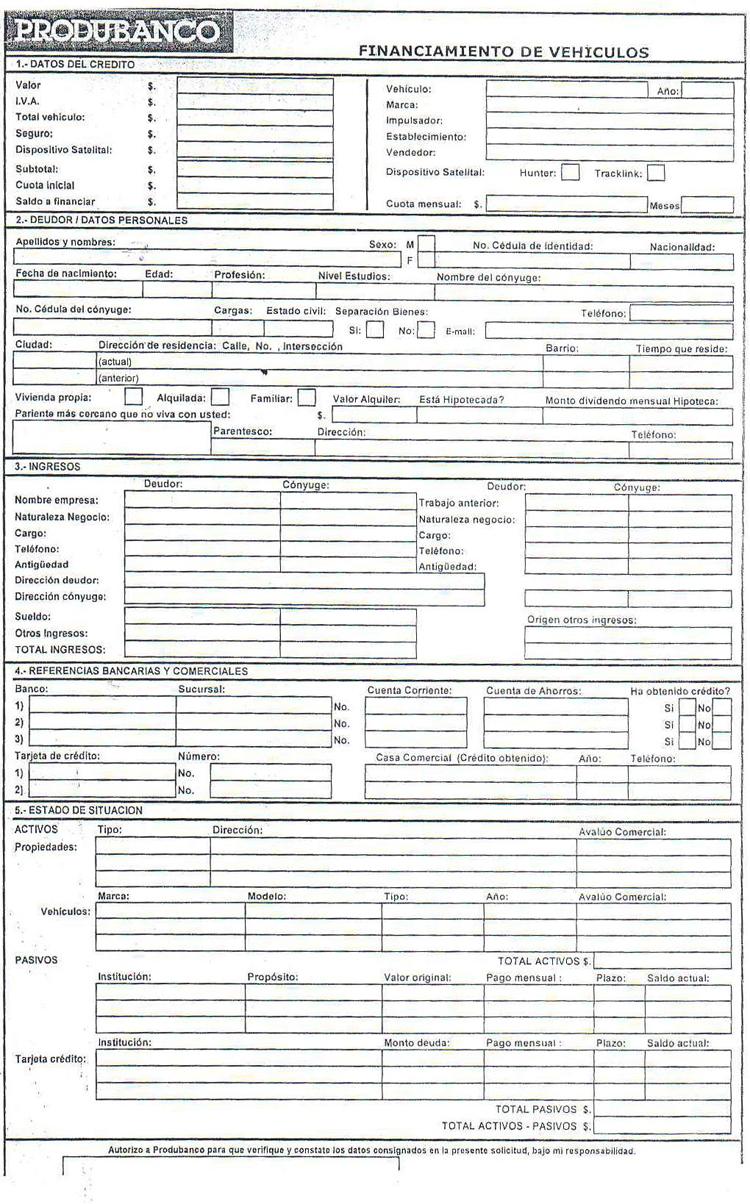 PRODUBANCO
FINANCIAMIENTO DE VEHÍCULOS
1.- DATOS DEL CREDITO
Valor $.
I.V.A. $.
Total vehículo: $.
Seguro: $.
Dispositivo Satelital: $.
Subtotal: $.
Cuota inicial $.
Saldo a financiar $.
Vehículo: Año:
Marca:
Impulsador:
Establecimiento:
Vendedor:
Dispositivo Satelital: Hunter: Tracklink:
Cuota mensual: $. Meses
2.- DEUDOR / DATOS PERSONALES
Apellidos y nombres: Sexo: M No. Cédula de identidad: Nacionalidad:
F
Fecha de nacimiento: Edad: Profesión: Nivel Estudios: Nombre del cónyuge:
No. Cédula del cónyuge: Cargas: Estado civil: Separación Bienes: Teléfono:
Si: No: E-mail:
Ciudad: Dirección de residencia: Calle, No. , Intersección Barrio: Tiempo que reside:
(actual)
(anterior)
Vivienda propia: Alquilada: Familiar: Valor Alquiler: Está Hipotecada? Monto dividendo mensual Hipoteca:
Pariente más cercano que no viva con usted: $.
Parentesco: Dirección: Teléfono:
3.- INGRESOS
Deudor: Cónyuge: Deudor: Cónyuge:
Nombre empresa: Trabajo anterior:
Naturaleza Negocio: Naturaleza negocio:
Cargo: Cargo:
Teléfono: Teléfono:
Antigüedad Antigüedad:
Dirección deudor:
Dirección cónyuge:
Sueldo: Origen otros ingresos:
Otros Ingresos:
TOTAL INGRESOS:
4.- REFERENCIAS BANCARIAS Y COMERCIALES
Banco: Sucursal: Cuenta Corriente: Cuenta de Ahorros: Ha obtenido crédito?
1) No. Si No
2) No. Si No
3) No. Si No
Tarjeta de crédito: Número: Casa Comercial (Crédito obtenido): Año: Teléfono:
1) No.
2) No.
5.- ESTADO DE SITUACION
ACTIVOS Tipo: Dirección: Avalúo Comercial:
Propiedades:
Marca: Modelo: Tipo: Año: Avalúo Comercial:
Vehículos:
PASIVOS TOTAL ACTIVOS $.
Institución: Propósito: Valor original: Pago mensual : Plazo: Saldo actual:
Institución: Monto deuda: Pago mensual : Plazo: Saldo actual:
Tarjeta crédito:
TOTAL PASIVOS $.
TOTAL ACTIVOS - PASIVOS $.
Autorizo a Produbanco para que verifique y constate los datos consignados en la presente solicitud, bajo mi responsabilidad.